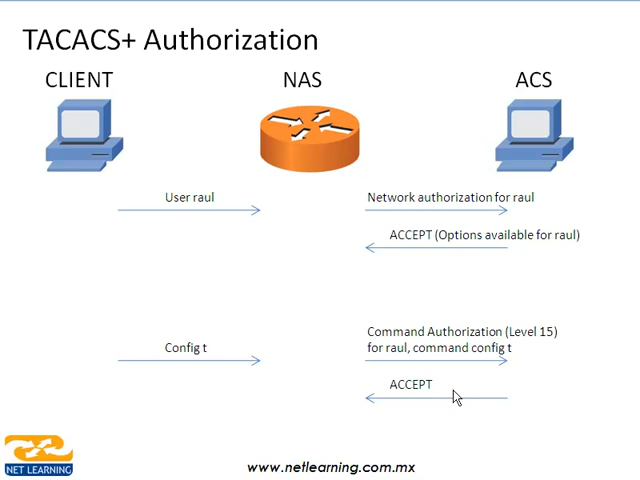 TACACS+ Authorization
CLIENT
NAS
ACS
User raul
Network authorization for raul
ACCEPT (Options available for raul)
Config t
Command Authorization (Level 15)
for raul, command config t
ACCEPT
NET LEARNING
www.netlearning.com.mx